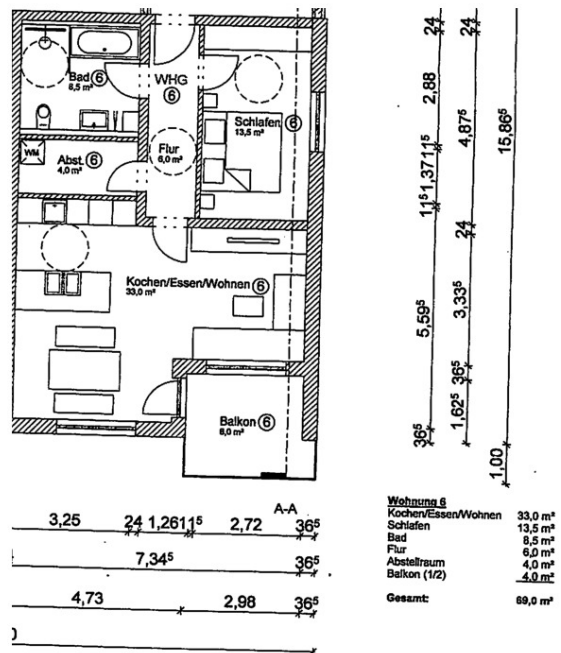 Bad 6
8,5 m²
WHG
6
Schlafen 6
13,5 m²
Flur
6,0 m²
WM
Abst. 6
4,0 m²
Kochen/Essen/Wohnen 6
33,0 m²
Balkon 6
8,0 m²
24
2,88
11⁵
1,37
11⁵
5,59⁵
36⁵
24
4,87⁵
24
3,33⁵
36⁵
1,62⁵
15,86⁵
1,00
A-A
3,25 24 1,26 11⁵ 2,72 36⁵
7,34⁵ 36⁵
4,73 2,98 36⁵
Wohnung 6
Kochen/Essen/Wohnen 33,0 m²
Schlafen 13,5 m²
Bad 8,5 m²
Flur 6,0 m²
Abstellraum 4,0 m²
Balkon (1/2) 4,0 m²
Gesamt: 69,0 m²